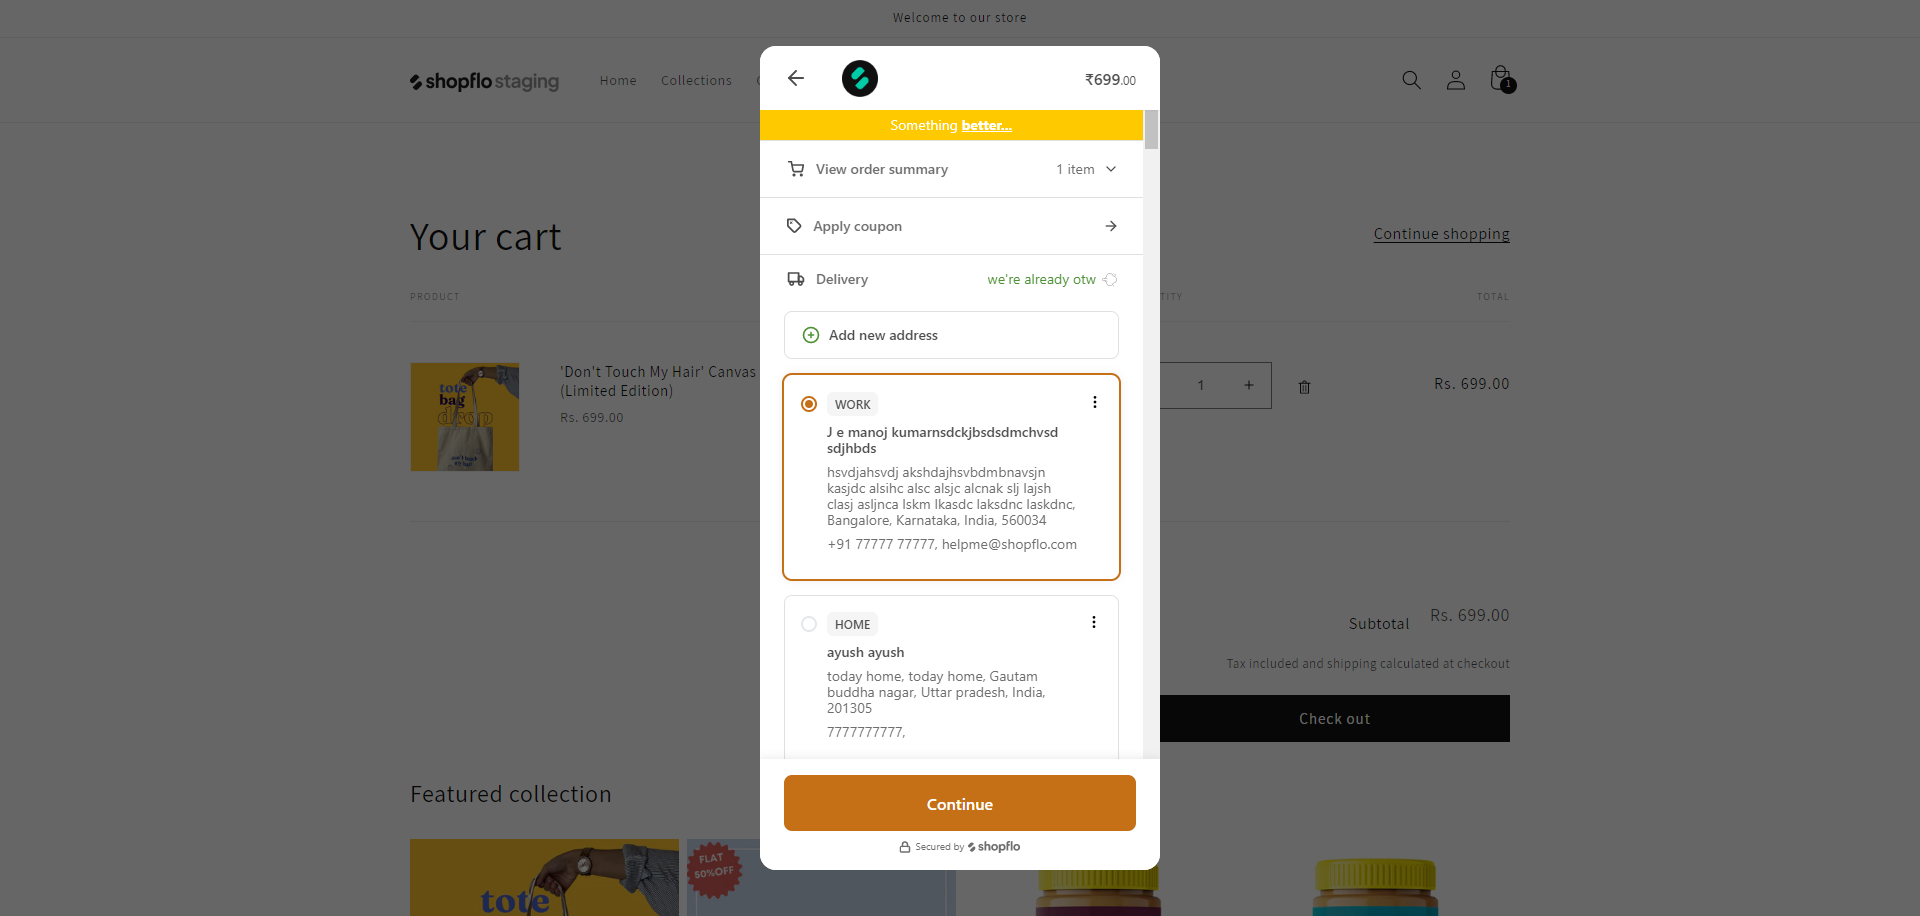 Welcome to our store
shopflo staging
Home
Collections
1
Your cart
Continue shopping
PRODUCT
TITY
TOTAL
tote
bag
drop
'Don't Touch My Hair' Canvas
(Limited Edition)
Rs. 699.00
1
+
Rs. 699.00
Subtotal
Rs. 699.00
Tax included and shipping calculated at checkout
Check out
Featured collection
tote
FLAT
50%OFF
₹699.00
Something better...
View order summary
1 item
Apply coupon
Delivery
we're already otw
Add new address
WORK
J e manoj kumarnsdckjbsdsdmchvsd
sdjhbds
hsvdjahsvdj akshdajhsvbdmbnavsjn
kasjdc alsihc alsc alsjc alcnak slj lajsh
clasj asljnca lskm lkasdc laksdnc laskdnc,
Bangalore, Karnataka, India, 560034
+91 77777 77777, helpme@shopflo.com
HOME
ayush ayush
today home, today home, Gautam
buddha nagar, Uttar pradesh, India,
201305
7777777777,
Continue
Secured by shopflo